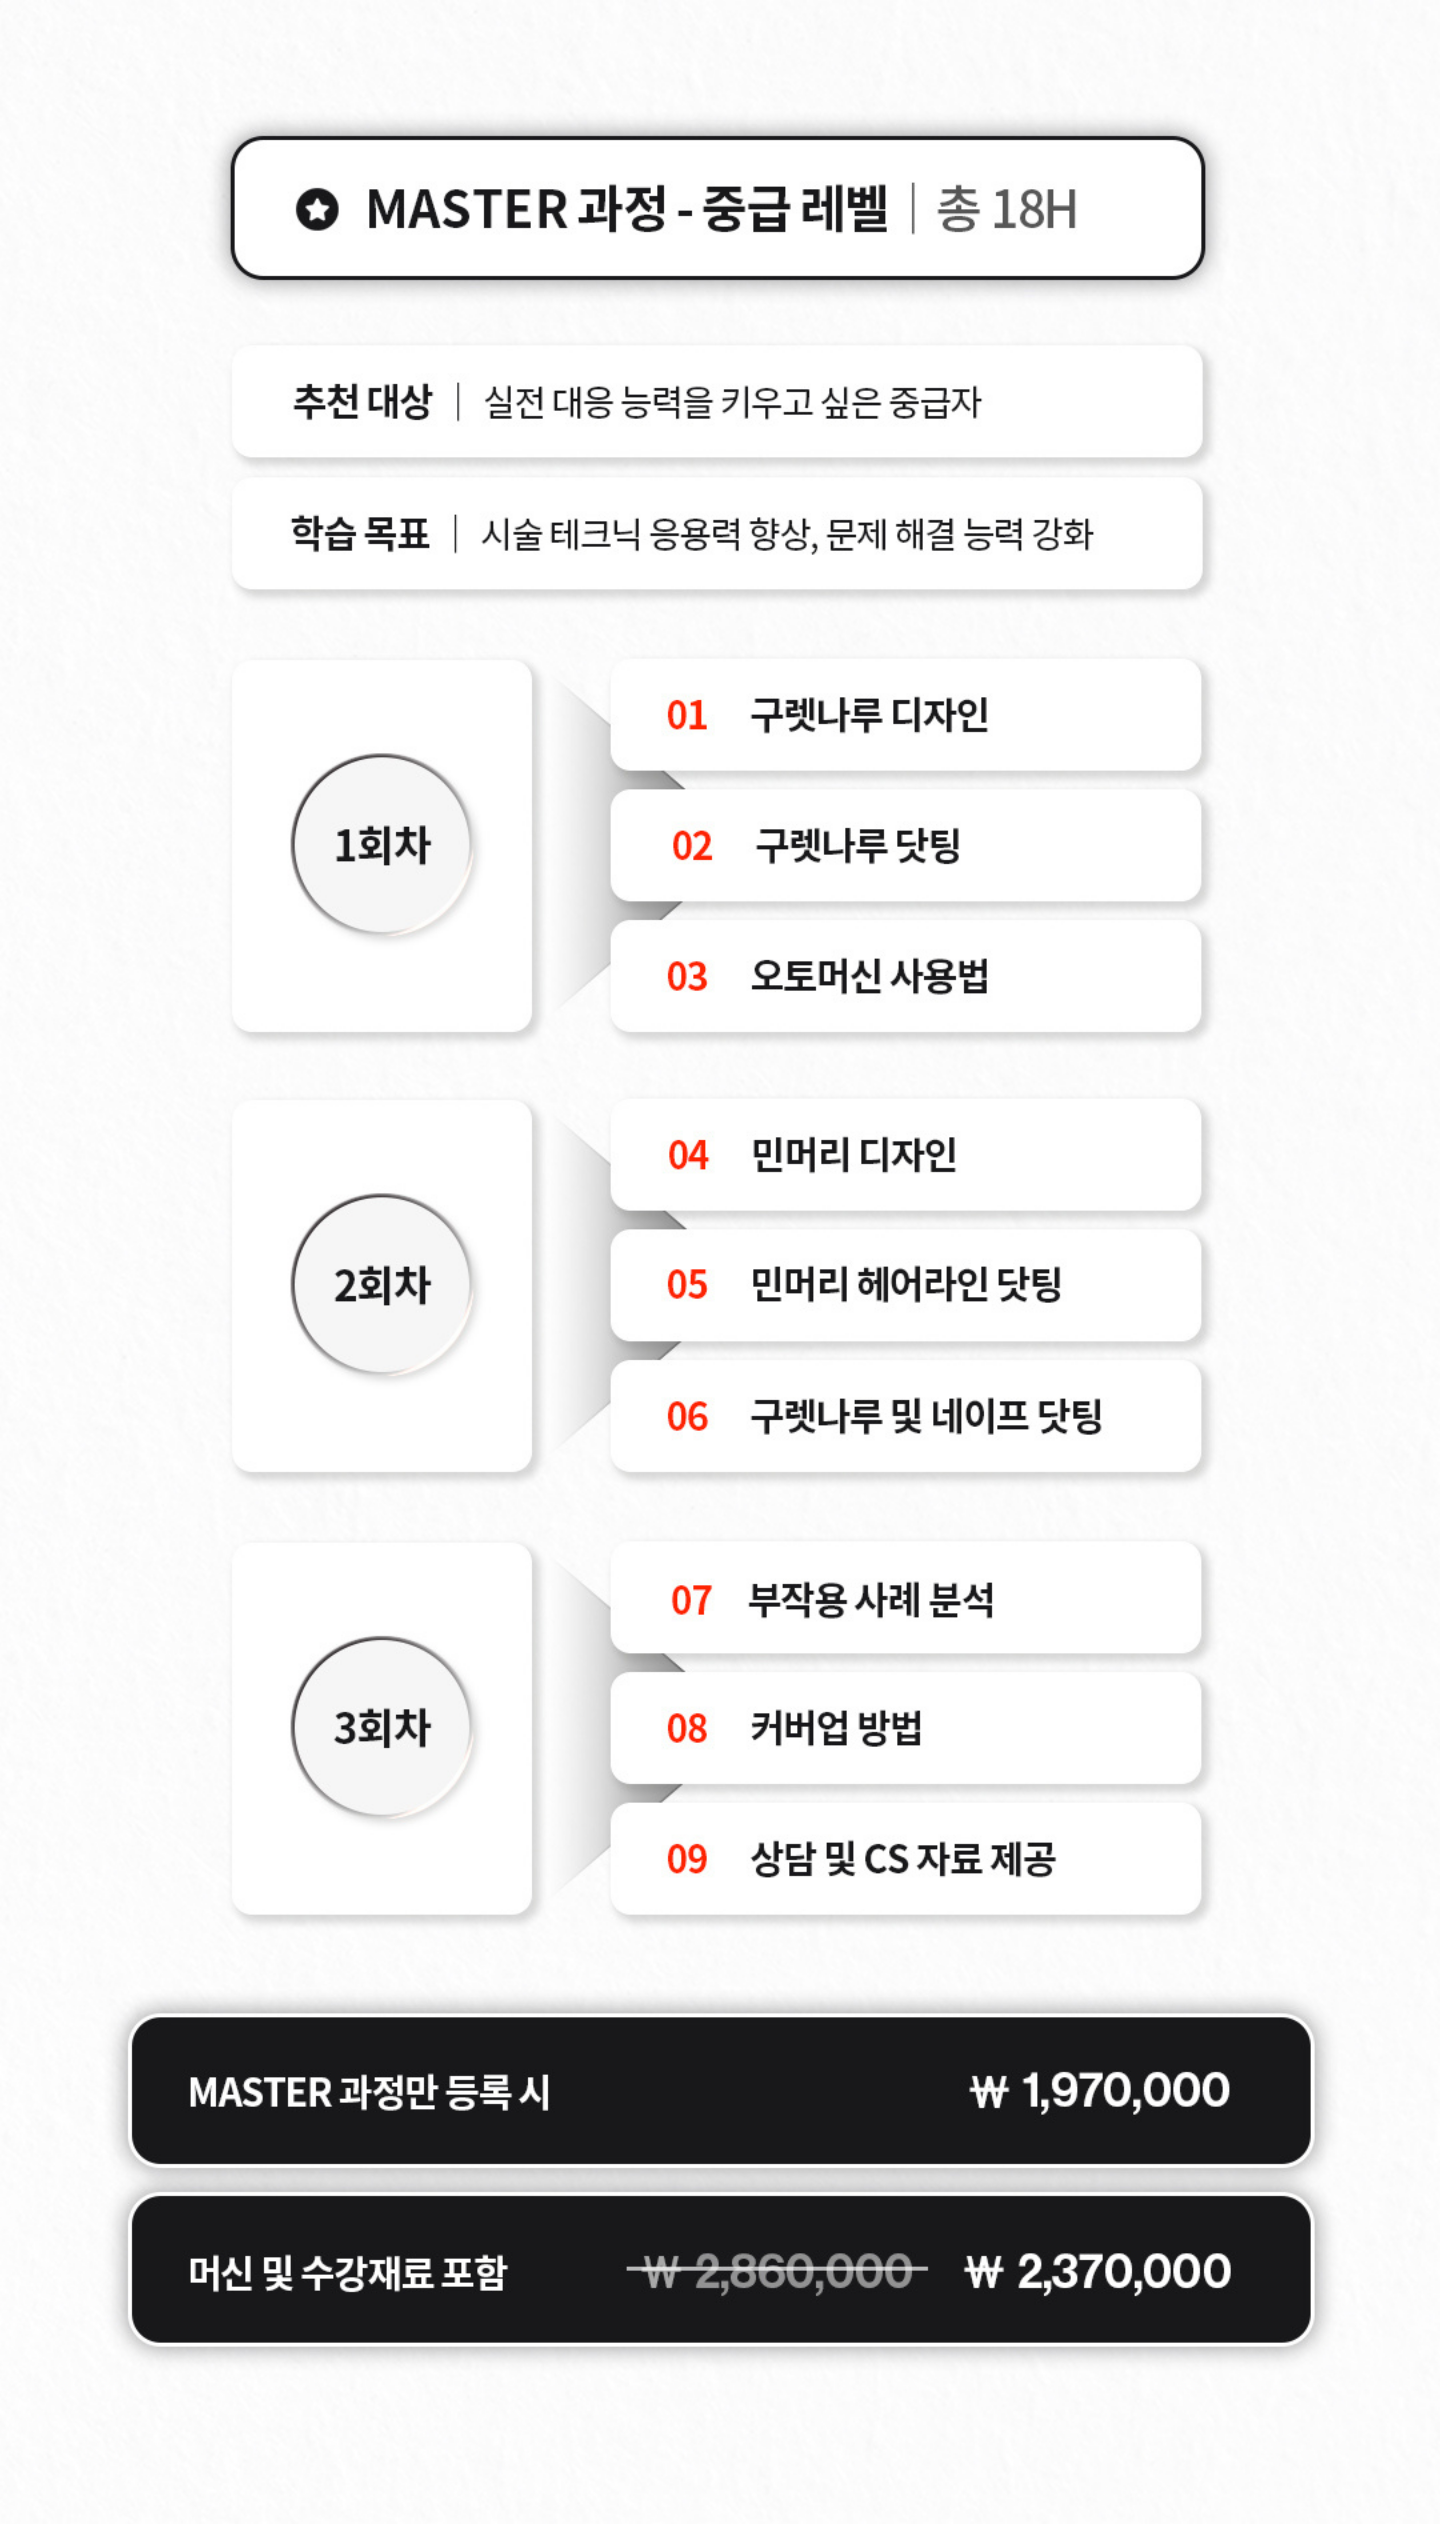 MASTER 과정 - 중급 레벨 | 총 18H
추천 대상 | 실전 대응 능력을 키우고 싶은 중급자
학습 목표 | 시술 테크닉 응용력 향상, 문제 해결 능력 강화
1회차
01 구렛나루 디자인
02 구렛나루 닷팅
03 오토머신 사용법
2회차
04 민머리 디자인
05 민머리 헤어라인 닷팅
06 구렛나루 및 네이프 닷팅
3회차
07 부작용 사례 분석
08 커버업 방법
09 상담 및 CS 자료 제공
MASTER 과정만 등록 시 ₩ 1,970,000
머신 및 수강재료 포함 ₩ 2,860,000 ₩ 2,370,000